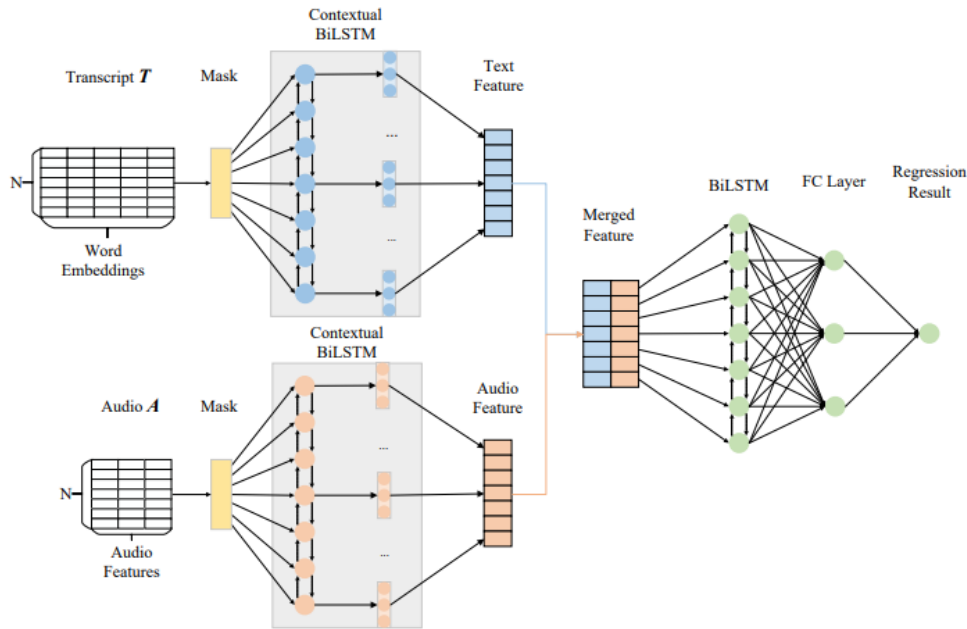 Contextual
BiLSTM
Transcript T
Mask
Text
Feature
...
N
...
Word
Embeddings
BiLSTM
FC Layer
Regression
Result
Merged
Feature
Contextual
BiLSTM
Audio A
Mask
Audio
Feature
...
N
...
Audio
Features